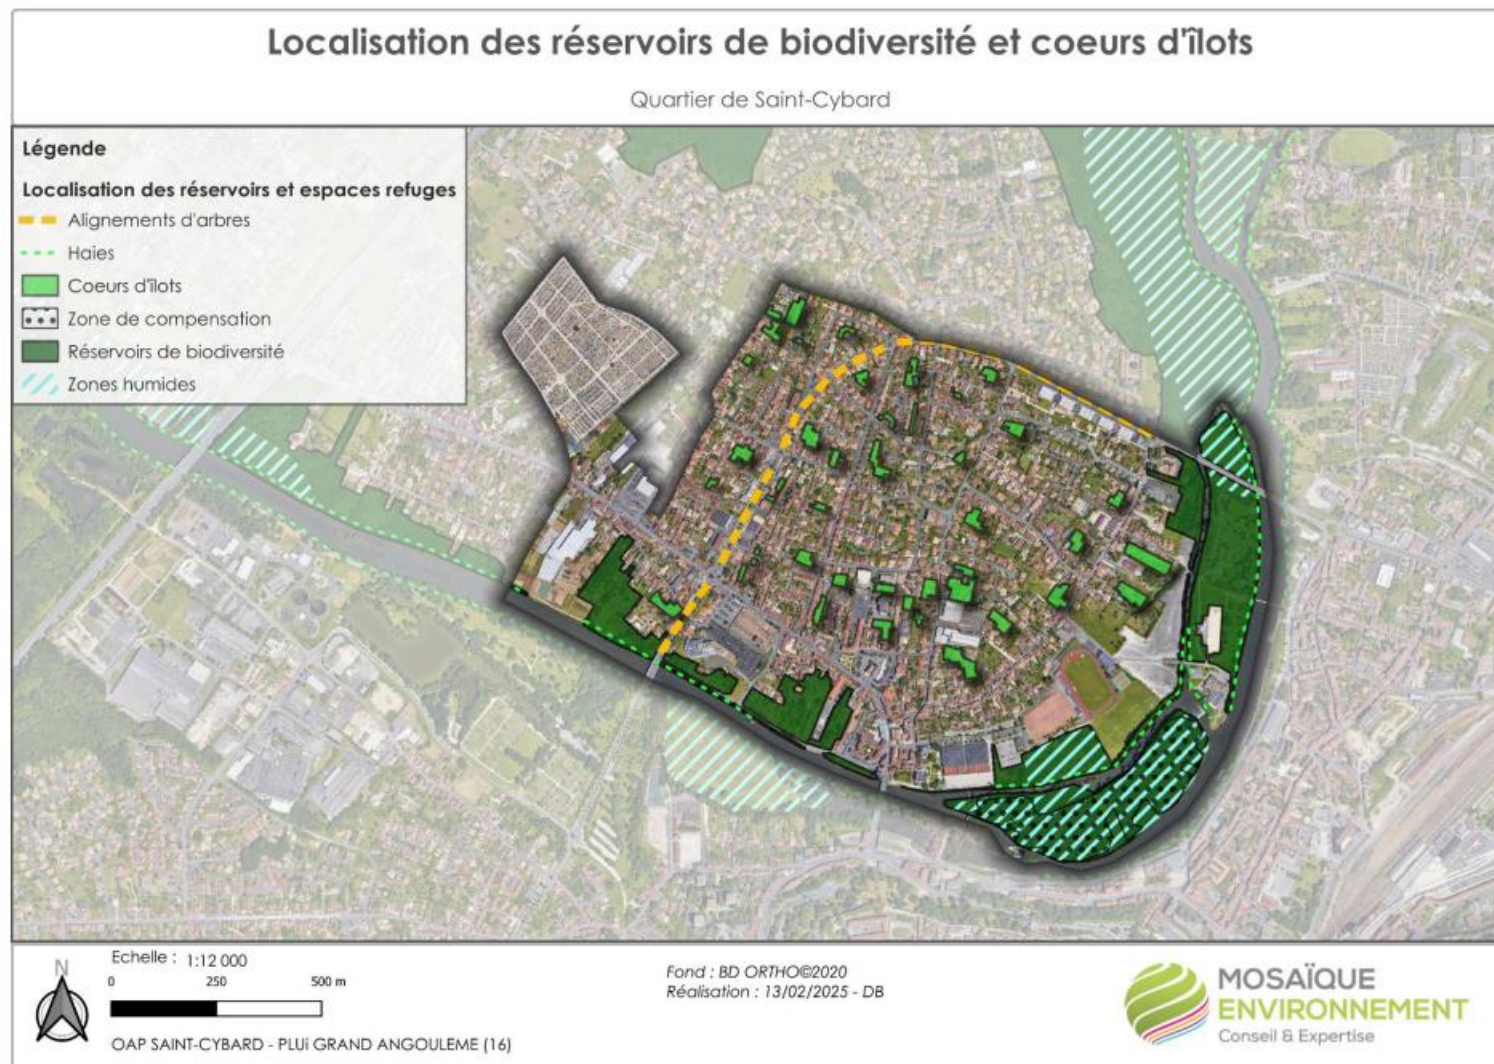 Localisation des réservoirs de biodiversité et coeurs d'îlots
Quartier de Saint-Cybard
Légende
Localisation des réservoirs et espaces refuges
Alignements d'arbres
Haies
Coeurs d'îlots
Zone de compensation
Réservoirs de biodiversité
Zones humides
N
Echelle : 1:12 000
0 250 500 m
OAP SAINT-CYBARD - PLUi GRAND ANGOULEME (16)
Fond : BD ORTHO©2020
Réalisation : 13/02/2025 - DB
MOSAÏQUE
ENVIRONNEMENT
Conseil & Expertise